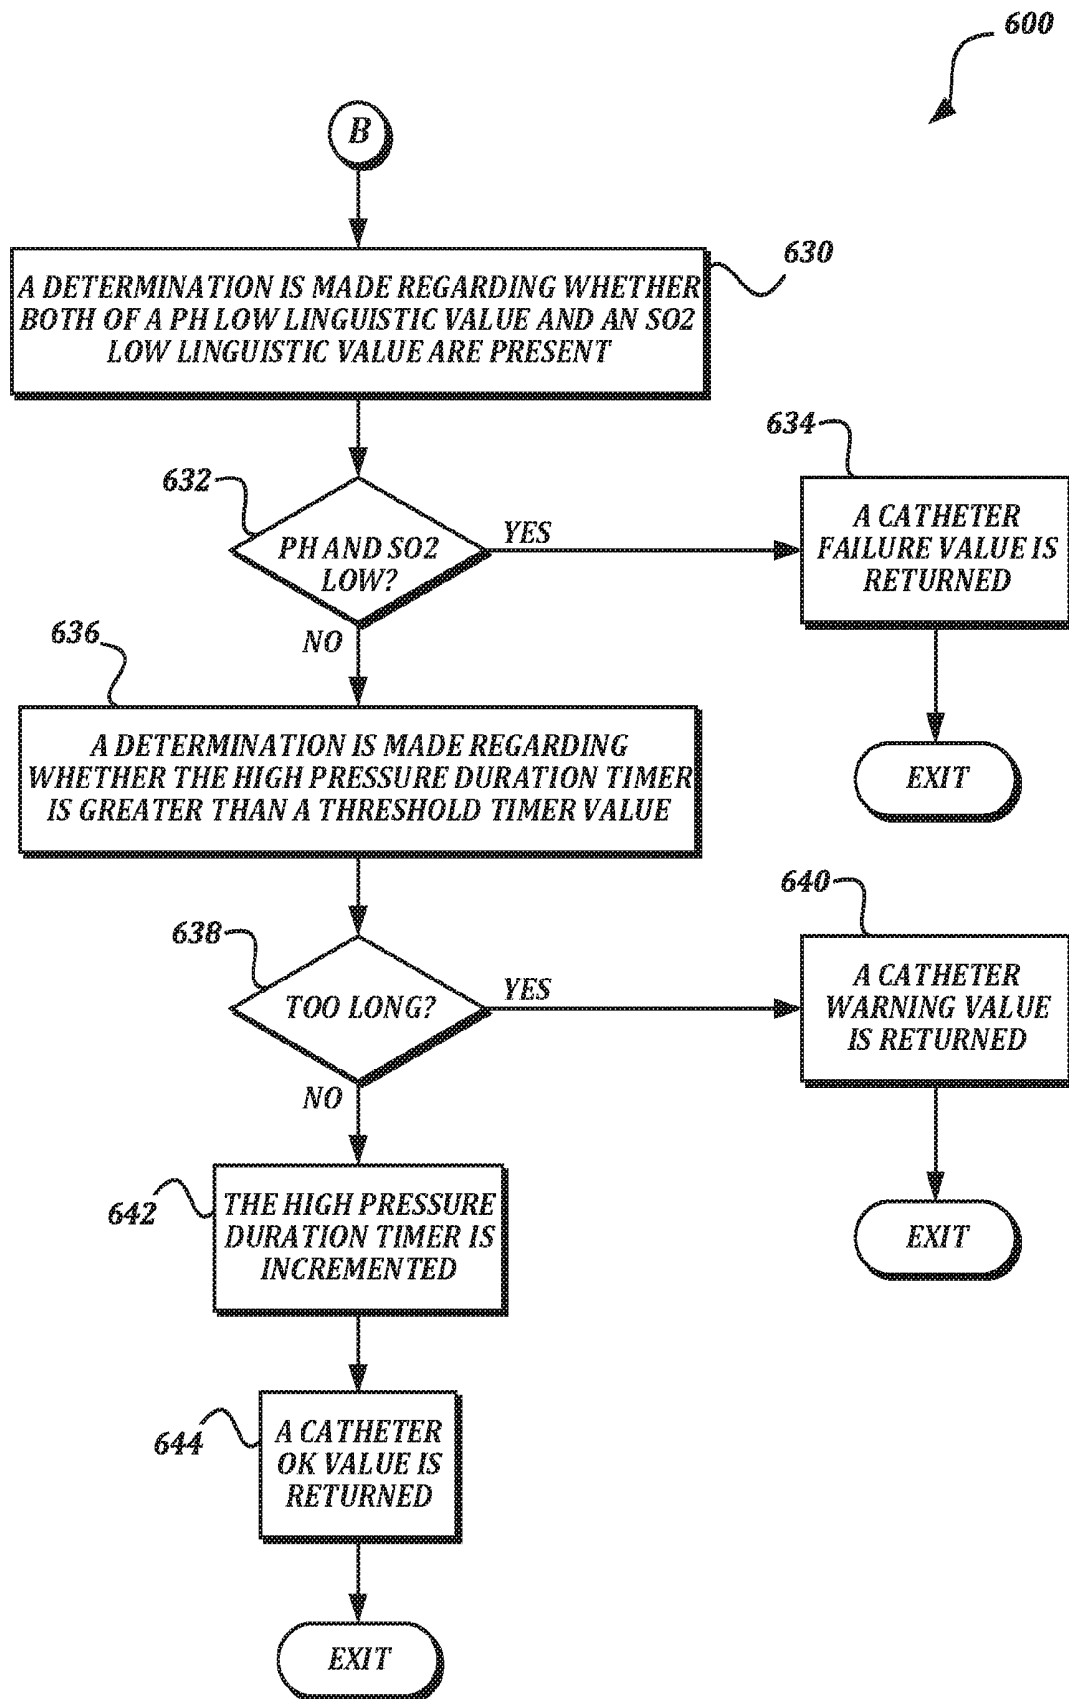 600
B
630
A DETERMINATION IS MADE REGARDING WHETHER
BOTH OF A PH LOW LINGUISTIC VALUE AND AN SO2
LOW LINGUISTIC VALUE ARE PRESENT
634
632
A CATHETER
FAILURE VALUE IS
RETURNED
YES
PH AND SO2
LOW?
NO
636
A DETERMINATION IS MADE REGARDING
WHETHER THE HIGH PRESSURE DURATION TIMER
IS GREATER THAN A THRESHOLD TIMER VALUE
EXIT
640
638
A CATHETER
WARNING VALUE
IS RETURNED
YES
TOO LONG?
NO
642
THE HIGH PRESSURE
DURATION TIMER IS
INCREMENTED
EXIT
644
A CATHETER
OK VALUE IS
RETURNED
EXIT